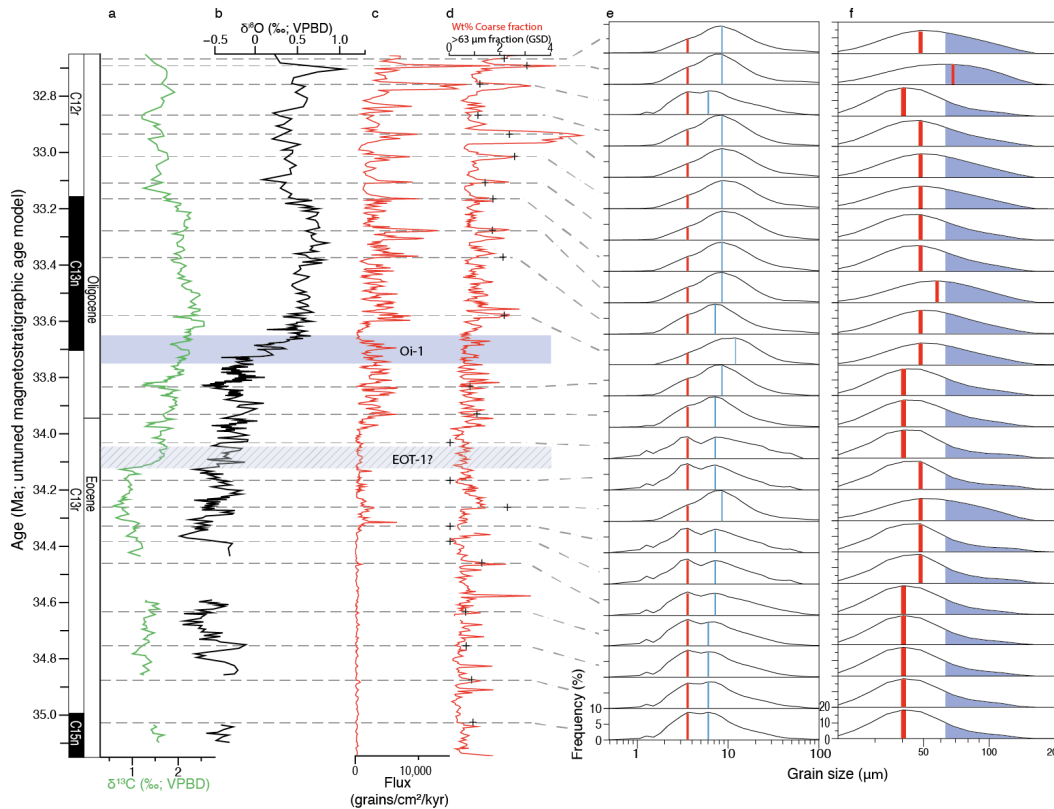 a
b
c
d
e
f
δ¹⁸O (‰; VPBD)
−0.5
0.5
1.0
Wt% Coarse fraction
>63 μm fraction (GSD)
0
2
4
Age (Ma; untuned magnetostratigraphic age model)
32.8
33.0
33.2
33.4
33.6
33.8
34.0
34.2
34.4
34.6
34.8
35.0
C12r
C13n
C13r
C15n
Oligocene
Eocene
Oi-1
EOT-1?
1
2
δ¹³C (‰; VPBD)
0
10,000
Flux
(grains/cm²/kyr)
Frequency (%)
10
5
0
0.5
1
10
100
20
10
0
50
100
20
Grain size (μm)